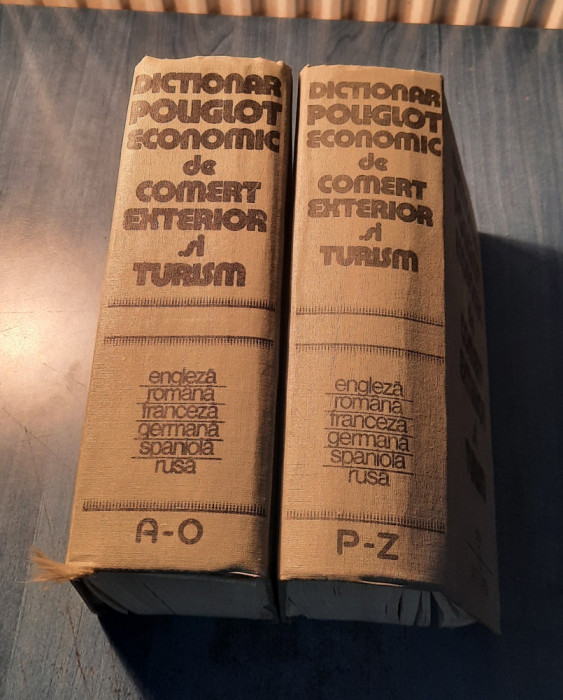 DICTIONAR
POLIGLOT
ECONOMIC
de
COMERT
EXTERIOR
si
TURISM
engleză
română
franceză
germană
spaniolă
rusă
A-O
DICTIONAR
POLIGLOT
ECONOMIC
de
COMERT
EXTERIOR
si
TURISM
engleză
română
franceză
germană
spaniolă
rusă
P-Z